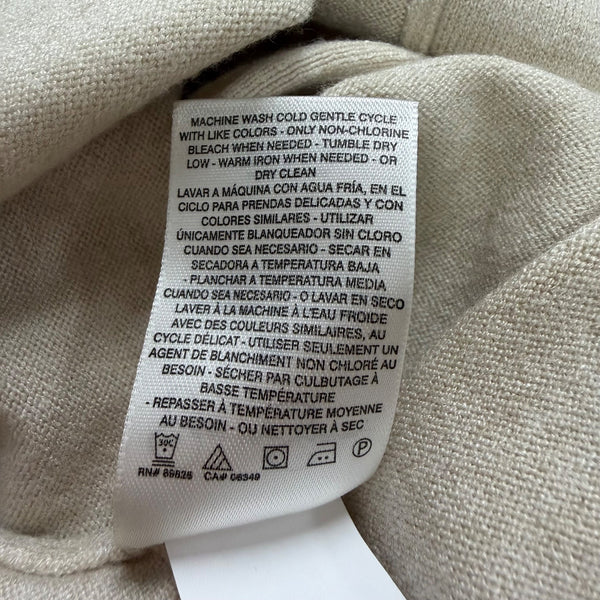 MACHINE WASH COLD GENTLE CYCLE
WITH LIKE COLORS - ONLY NON-CHLORINE
BLEACH WHEN NEEDED - TUMBLE DRY
LOW - WARM IRON WHEN NEEDED - OR
DRY CLEAN
LAVAR A MÁQUINA CON AGUA FRÍA, EN EL
CICLO PARA PRENDAS DELICADAS Y CON
COLORES SIMILARES - UTILIZAR
ÚNICAMENTE BLANQUEADOR SIN CLORO
CUANDO SEA NECESARIO - SECAR EN
SECADORA A TEMPERATURA BAJA
- PLANCHAR A TEMPERATURA MEDIA
CUANDO SEA NECESARIO - O LAVAR EN SECO
LAVER À LA MACHINE À L'EAU FROIDE
AVEC DES COULEURS SIMILAIRES, AU
CYCLE DÉLICAT - UTILISER SEULEMENT UN
AGENT DE BLANCHIMENT NON CHLORÉ AU
BESOIN - SÉCHER PAR CULBUTAGE À
BASSE TEMPÉRATURE
- REPASSER À TEMPÉRATURE MOYENNE
AU BESOIN - OU NETTOYER À SEC
30C P
RN# 69825 CA# 06349